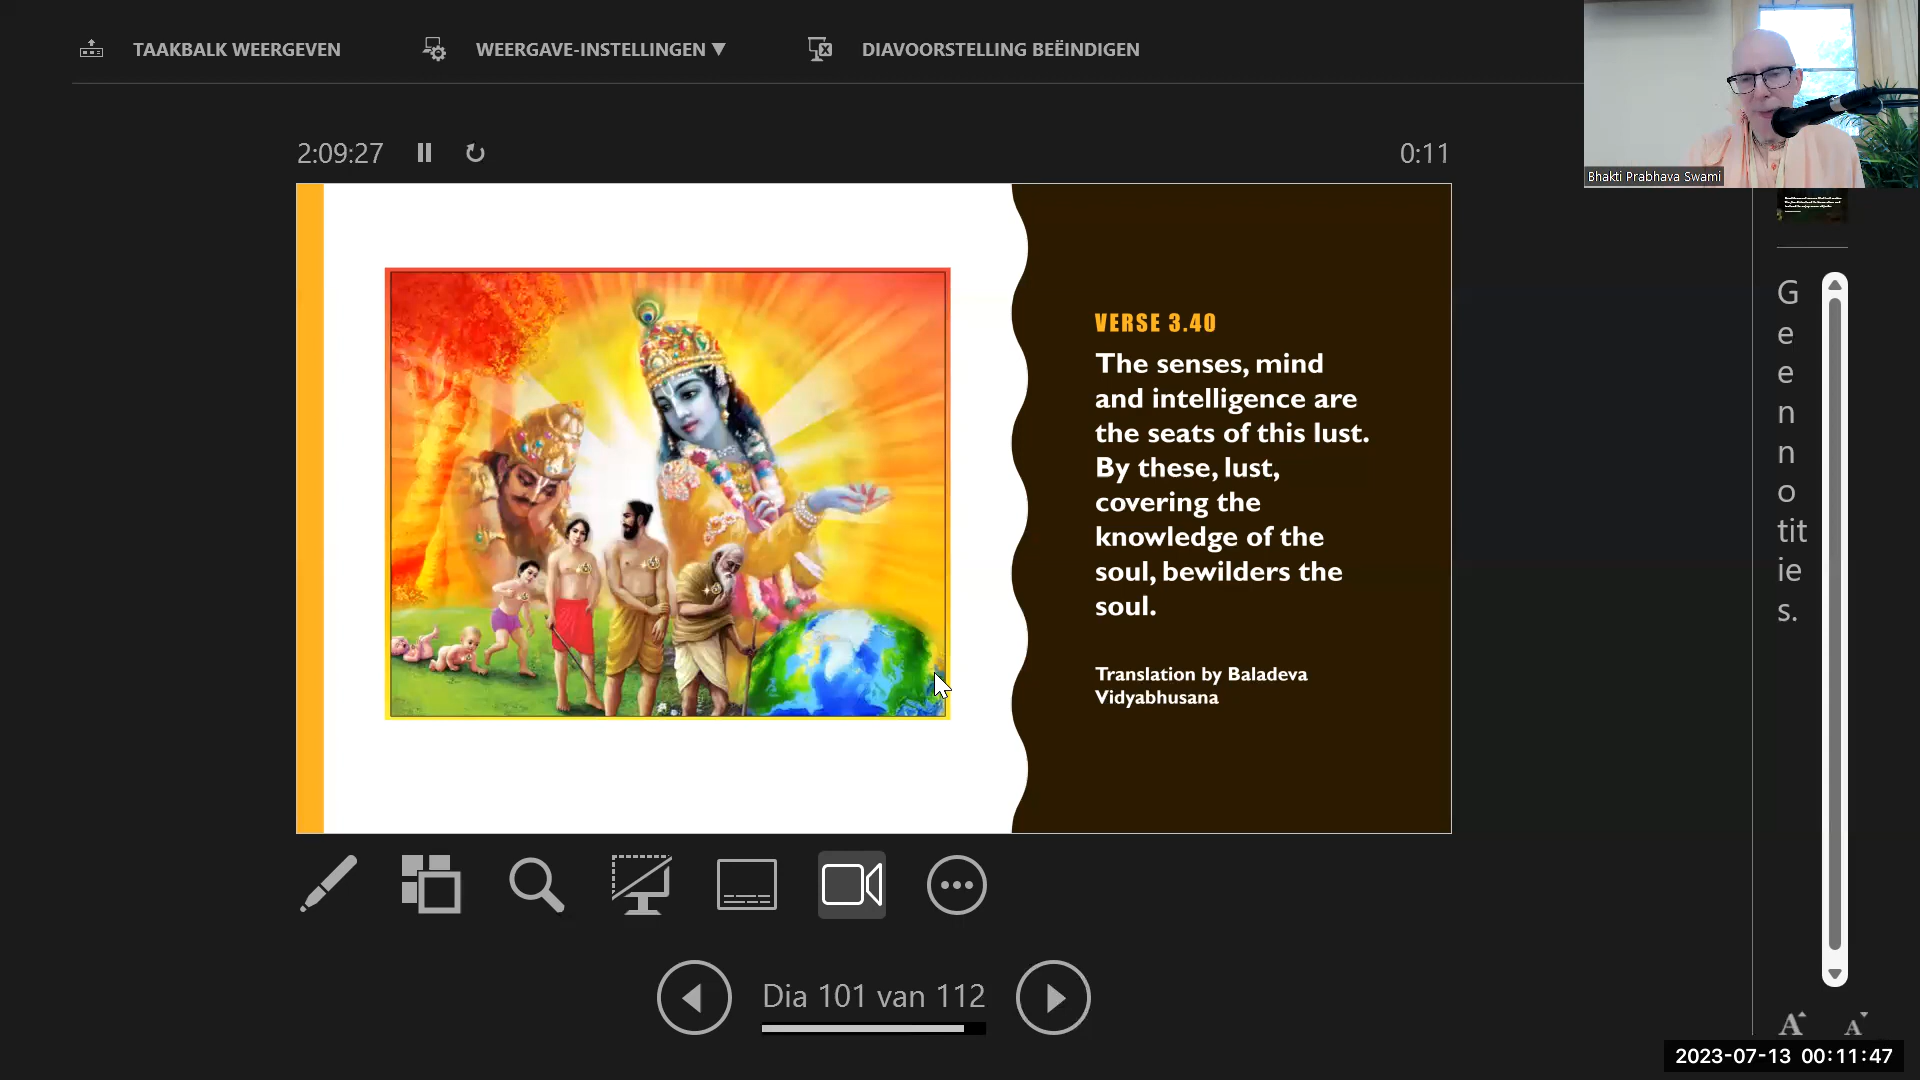 TAAKBALK WEERGEVEN
WEERGAVE-INSTELLINGEN ▼
DIAVOORSTELLING BEËINDIGEN
Bhakti Prabhava Swami
2:09:27
0:11
VERSE 3.40
The senses, mind
and intelligence are
the seats of this lust.
By these, lust,
covering the
knowledge of the
soul, bewilders the
soul.
Translation by Baladeva
Vidyabhusana
G
e
e
n
n
o
tit
ie
s.
Dia 101 van 112
A A
2023-07-13 00:11:47